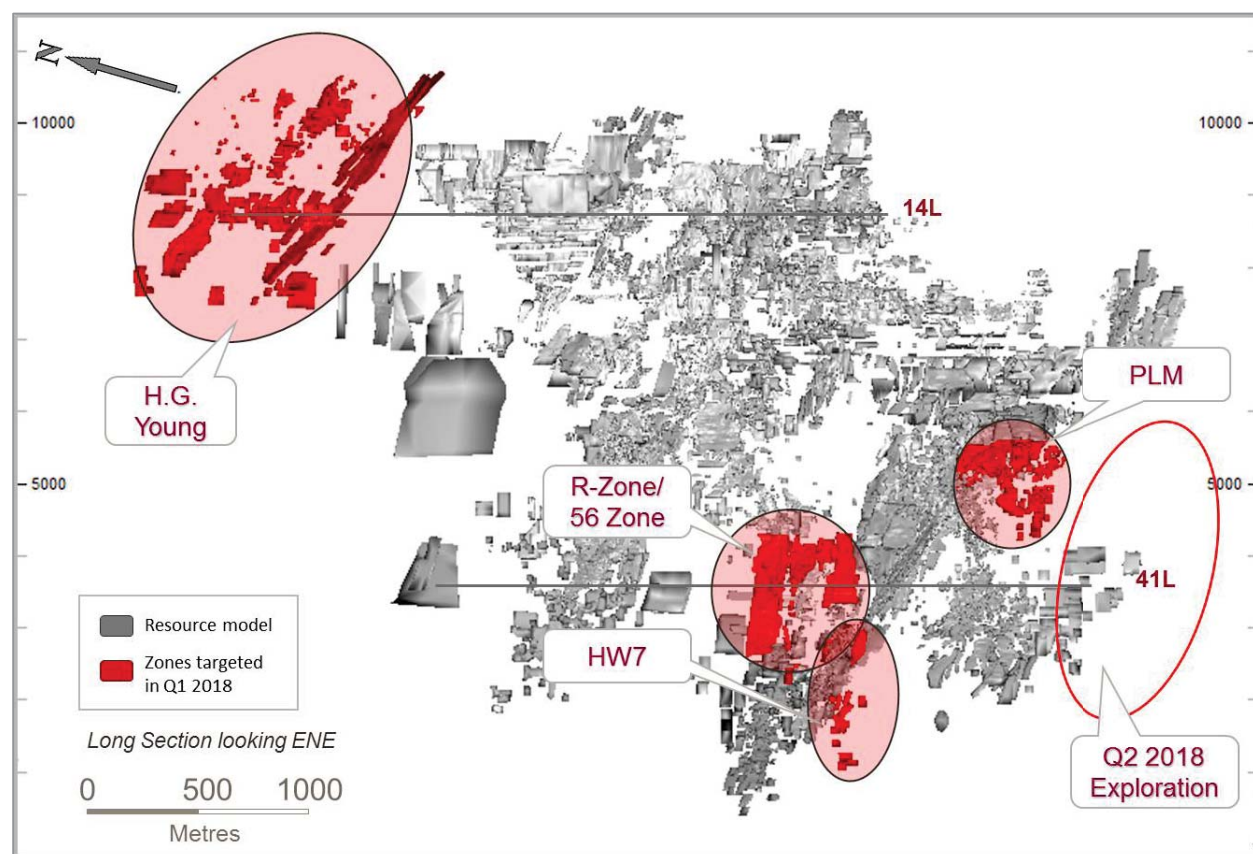 N
10000
10000
14L
H.G.
Young
PLM
R-Zone/
56 Zone
5000
5000
41L
HW7
Resource model
Zones targeted
in Q1 2018
Long Section looking ENE
0 500 1000
Metres
Q2 2018
Exploration